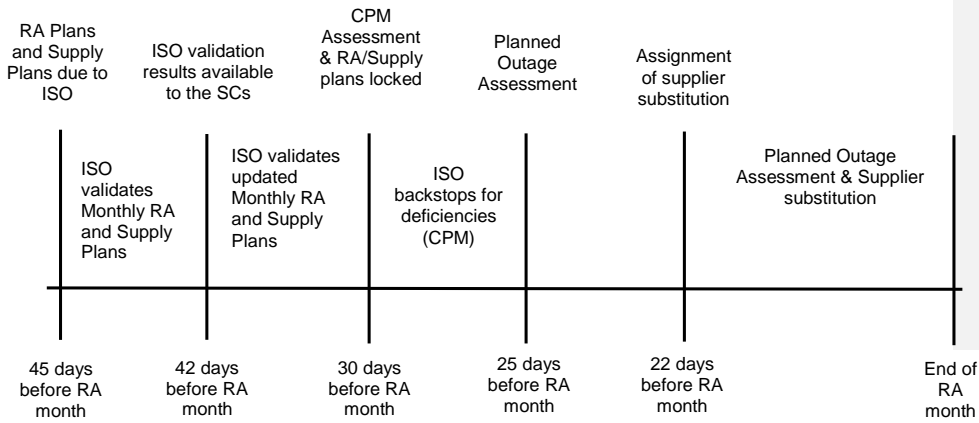 RA Plans
and Supply
Plans due to
ISO
ISO validation
results available
to the SCs
CPM
Assessment
& RA/Supply
plans locked
Planned
Outage
Assessment
Assignment
of supplier
substitution
ISO
validates
Monthly RA
and Supply
Plans
ISO validates
updated
Monthly RA
and Supply
Plans
ISO
backstops for
deficiencies
(CPM)
Planned Outage
Assessment & Supplier
substitution
45 days
before RA
month
42 days
before RA
month
30 days
before RA
month
25 days
before RA
month
22 days
before RA
month
End of
RA
month